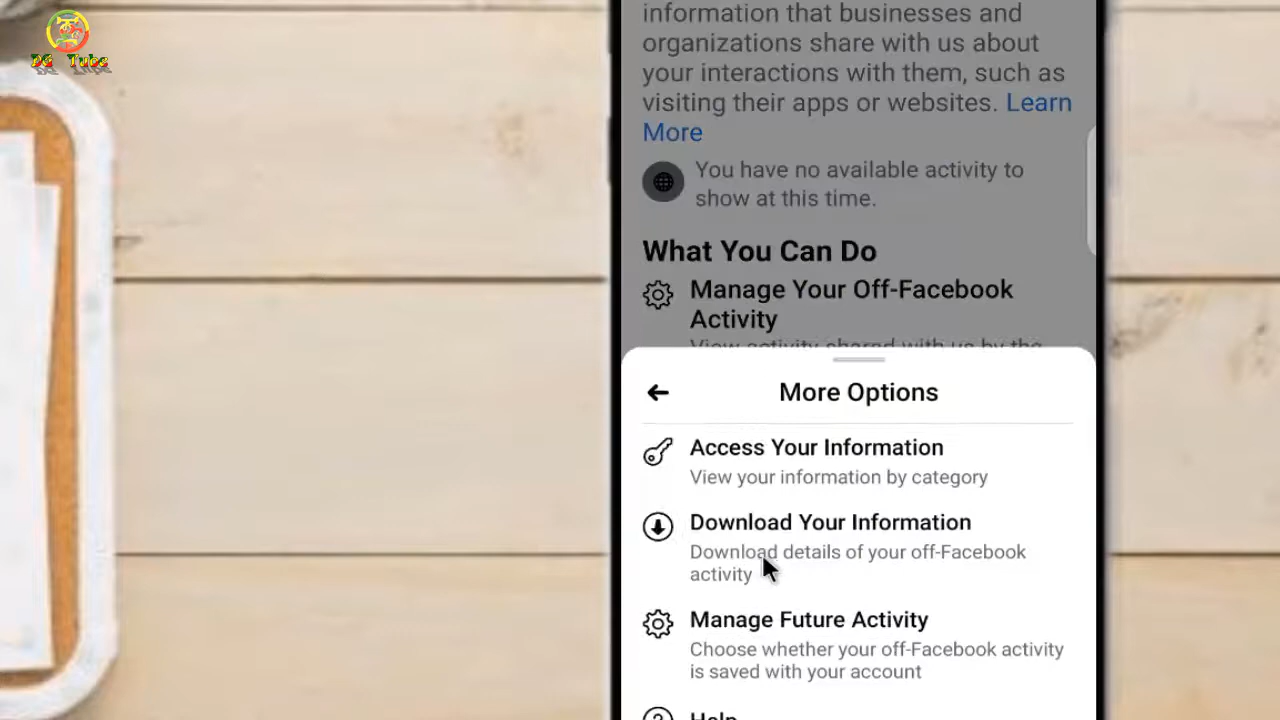 DG Tubs
information that businesses and
organizations share with us about
your interactions with them, such as
visiting their apps or websites. Learn
More
You have no available activity to
show at this time.
What You Can Do
Manage Your Off-Facebook
Activity
View activity shared with us by the
More Options
Access Your Information
View your information by category
Download Your Information
Download details of your off-Facebook
activity
Manage Future Activity
Choose whether your off-Facebook activity
is saved with your account
Help